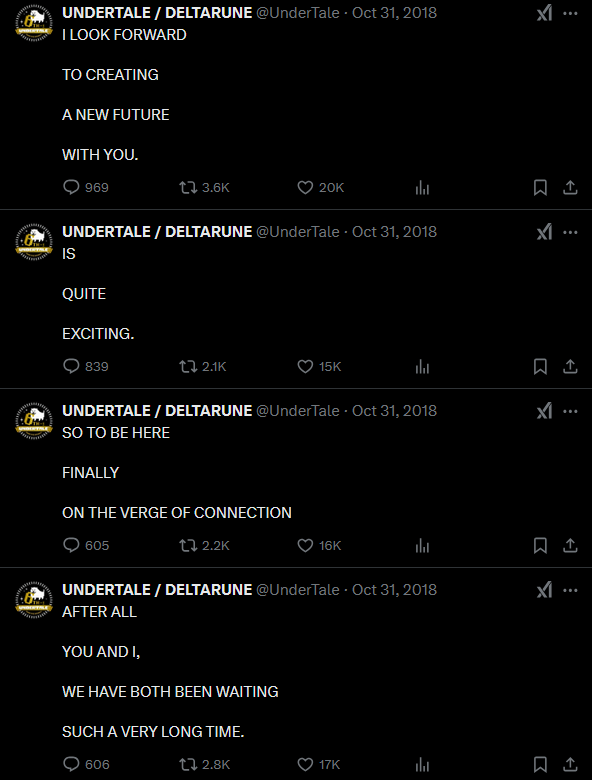 UNDERTALE / DELTARUNE @UnderTale · Oct 31, 2018
I LOOK FORWARD
TO CREATING
A NEW FUTURE
WITH YOU.
969 3.6K 20K
UNDERTALE / DELTARUNE @UnderTale · Oct 31, 2018
IS
QUITE
EXCITING.
839 2.1K 15K
UNDERTALE / DELTARUNE @UnderTale · Oct 31, 2018
SO TO BE HERE
FINALLY
ON THE VERGE OF CONNECTION
605 2.2K 16K
UNDERTALE / DELTARUNE @UnderTale · Oct 31, 2018
AFTER ALL
YOU AND I,
WE HAVE BOTH BEEN WAITING
SUCH A VERY LONG TIME.
606 2.8K 17K